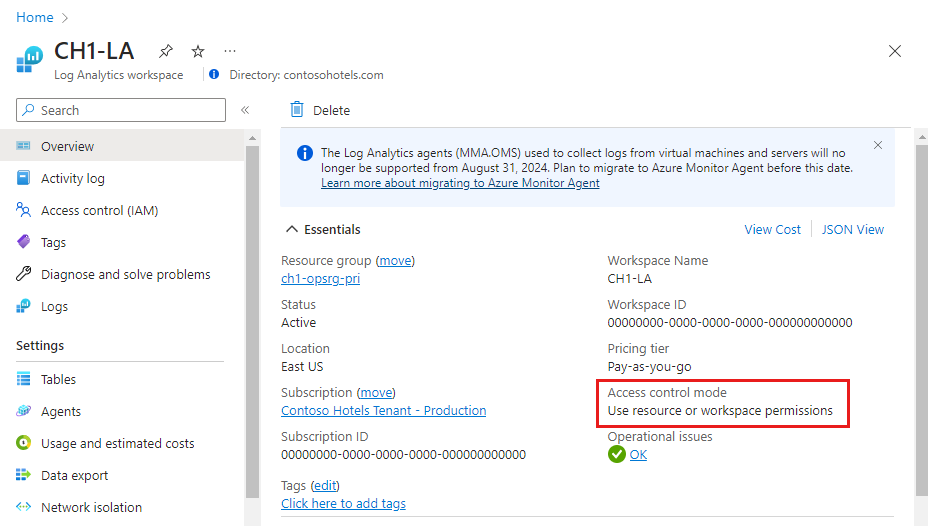 Home
CH1-LA
Log Analytics workspace
Directory: contosohotels.com
Search
Delete
Overview
Activity log
Access control (IAM)
Tags
Diagnose and solve problems
Logs
Settings
Tables
Agents
Usage and estimated costs
Data export
Network isolation
The Log Analytics agents (MMA.OMS) used to collect logs from virtual machines and servers will no
longer be supported from August 31, 2024. Plan to migrate to Azure Monitor Agent before this date.
Learn more about migrating to Azure Monitor Agent
Essentials
View Cost
JSON View
Resource group (move)
ch1-opsrg-pri
Status
Active
Location
East US
Subscription (move)
Contoso Hotels Tenant - Production
Subscription ID
00000000-0000-0000-0000-000000000000
Tags (edit)
Click here to add tags
Workspace Name
CH1-LA
Workspace ID
00000000-0000-0000-0000-000000000000
Pricing tier
Pay-as-you-go
Access control mode
Use resource or workspace permissions
Operational issues
OK